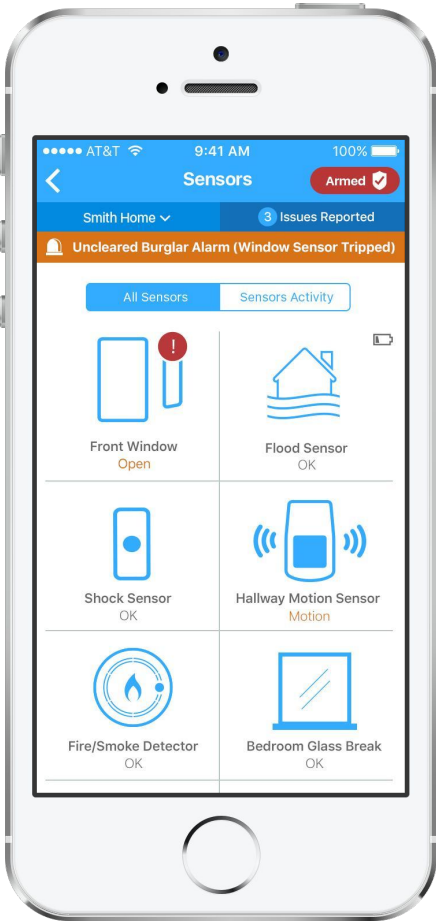 AT&T 9:41 AM 100%
Sensors Armed
Smith Home 3 Issues Reported
Uncleared Burglar Alarm (Window Sensor Tripped)
All Sensors Sensors Activity
!
Front Window Flood Sensor
Open OK
Shock Sensor Hallway Motion Sensor
OK Motion
Fire/Smoke Detector Bedroom Glass Break
OK OK